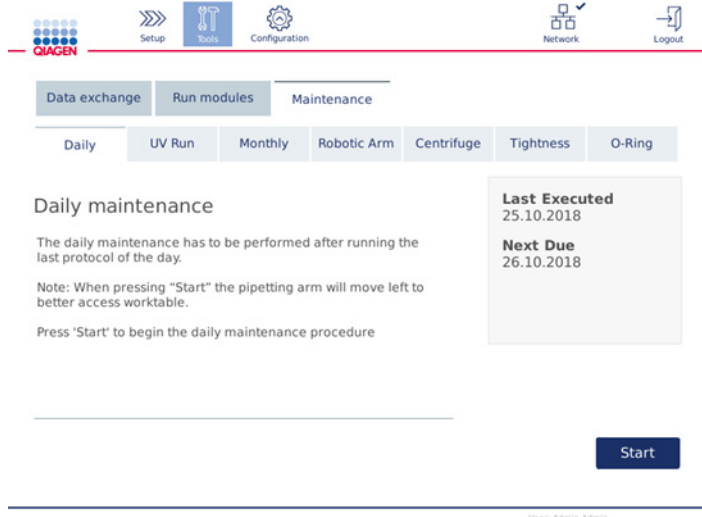 QIAGEN
Setup
Tools
Configuration
Network
Logout
Data exchange
Run modules
Maintenance
Daily
UV Run
Monthly
Robotic Arm
Centrifuge
Tightness
O-Ring
Daily maintenance
The daily maintenance has to be performed after running the
last protocol of the day.
Note: When pressing “Start” the pipetting arm will move left to
better access worktable.
Press 'Start' to begin the daily maintenance procedure
Last Executed
25.10.2018
Next Due
26.10.2018
Start